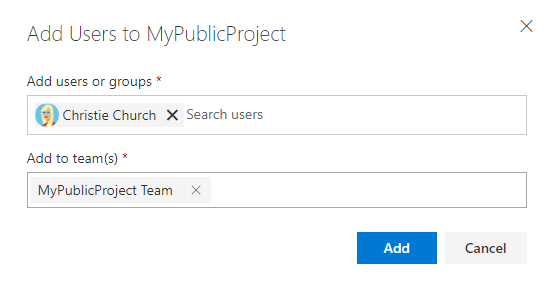 Add Users to MyPublicProject
Add users or groups *
Christie Church Search users
Add to team(s) *
MyPublicProject Team
Add Cancel